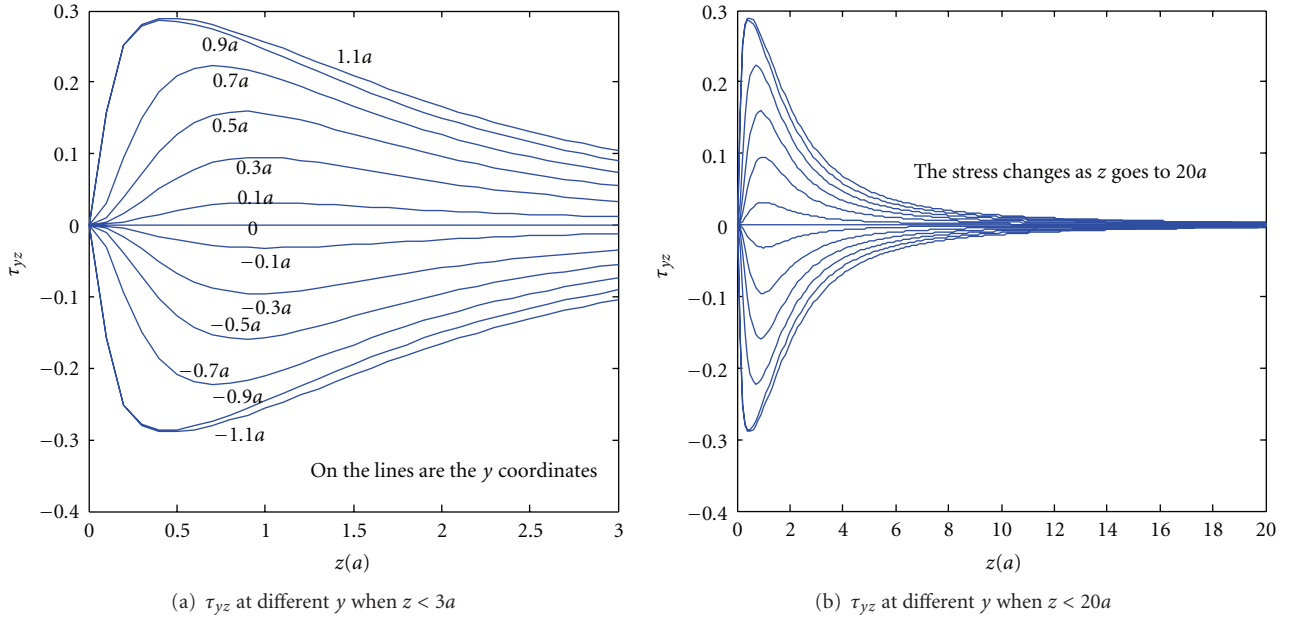 0.3
0.2
0.1
0
−0.1
−0.2
−0.3
−0.4
τyz
0.9a
1.1a
0.7a
0.5a
0.3a
0.1a
0
−0.1a
−0.3a
−0.5a
−0.7a
−0.9a
−1.1a
On the lines are the y coordinates
0 0.5 1 1.5 2 2.5 3
z(a)
(a) τyz at different y when z < 3a
0.3
0.2
0.1
0
−0.1
−0.2
−0.3
−0.4
τyz
The stress changes as z goes to 20a
0 2 4 6 8 10 12 14 16 18 20
z(a)
(b) τyz at different y when z < 20a